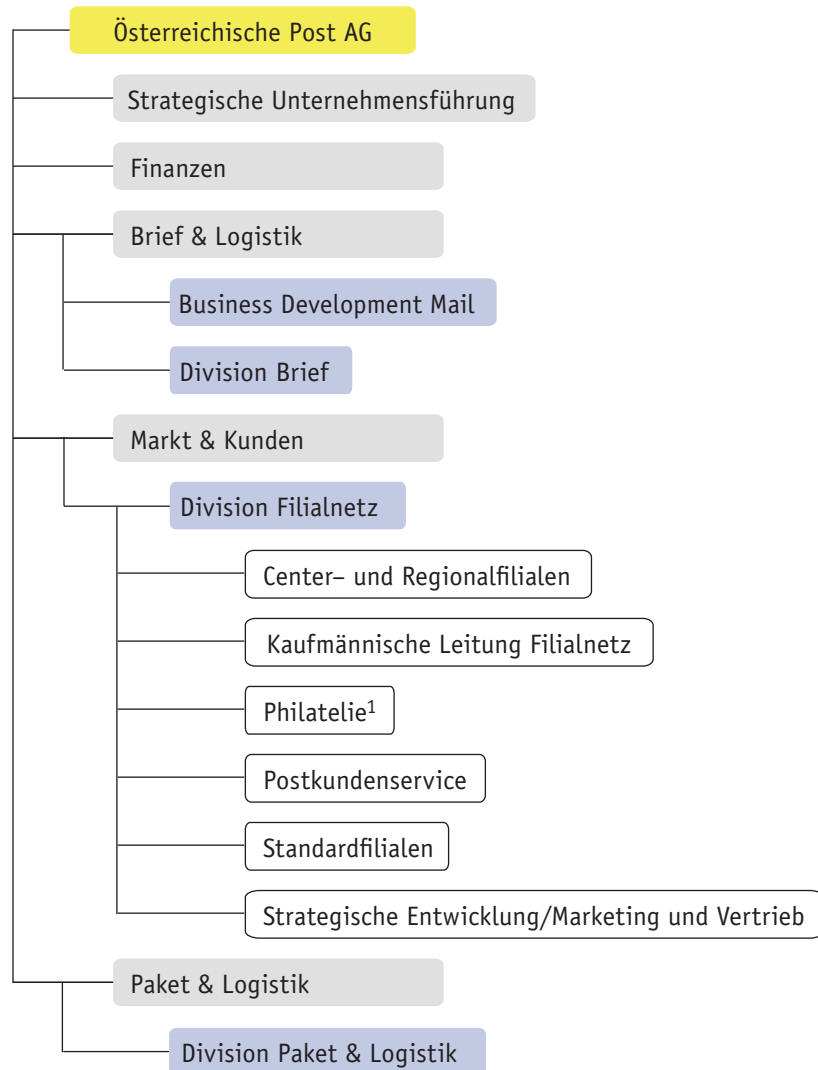 Österreichische Post AG
Strategische Unternehmensführung
Finanzen
Brief & Logistik
Business Development Mail
Division Brief
Markt & Kunden
Division Filialnetz
Center– und Regionalfilialen
Kaufmännische Leitung Filialnetz
Philatelie¹
Postkundenservice
Standardfilialen
Strategische Entwicklung/Marketing und Vertrieb
Paket & Logistik
Division Paket & Logistik